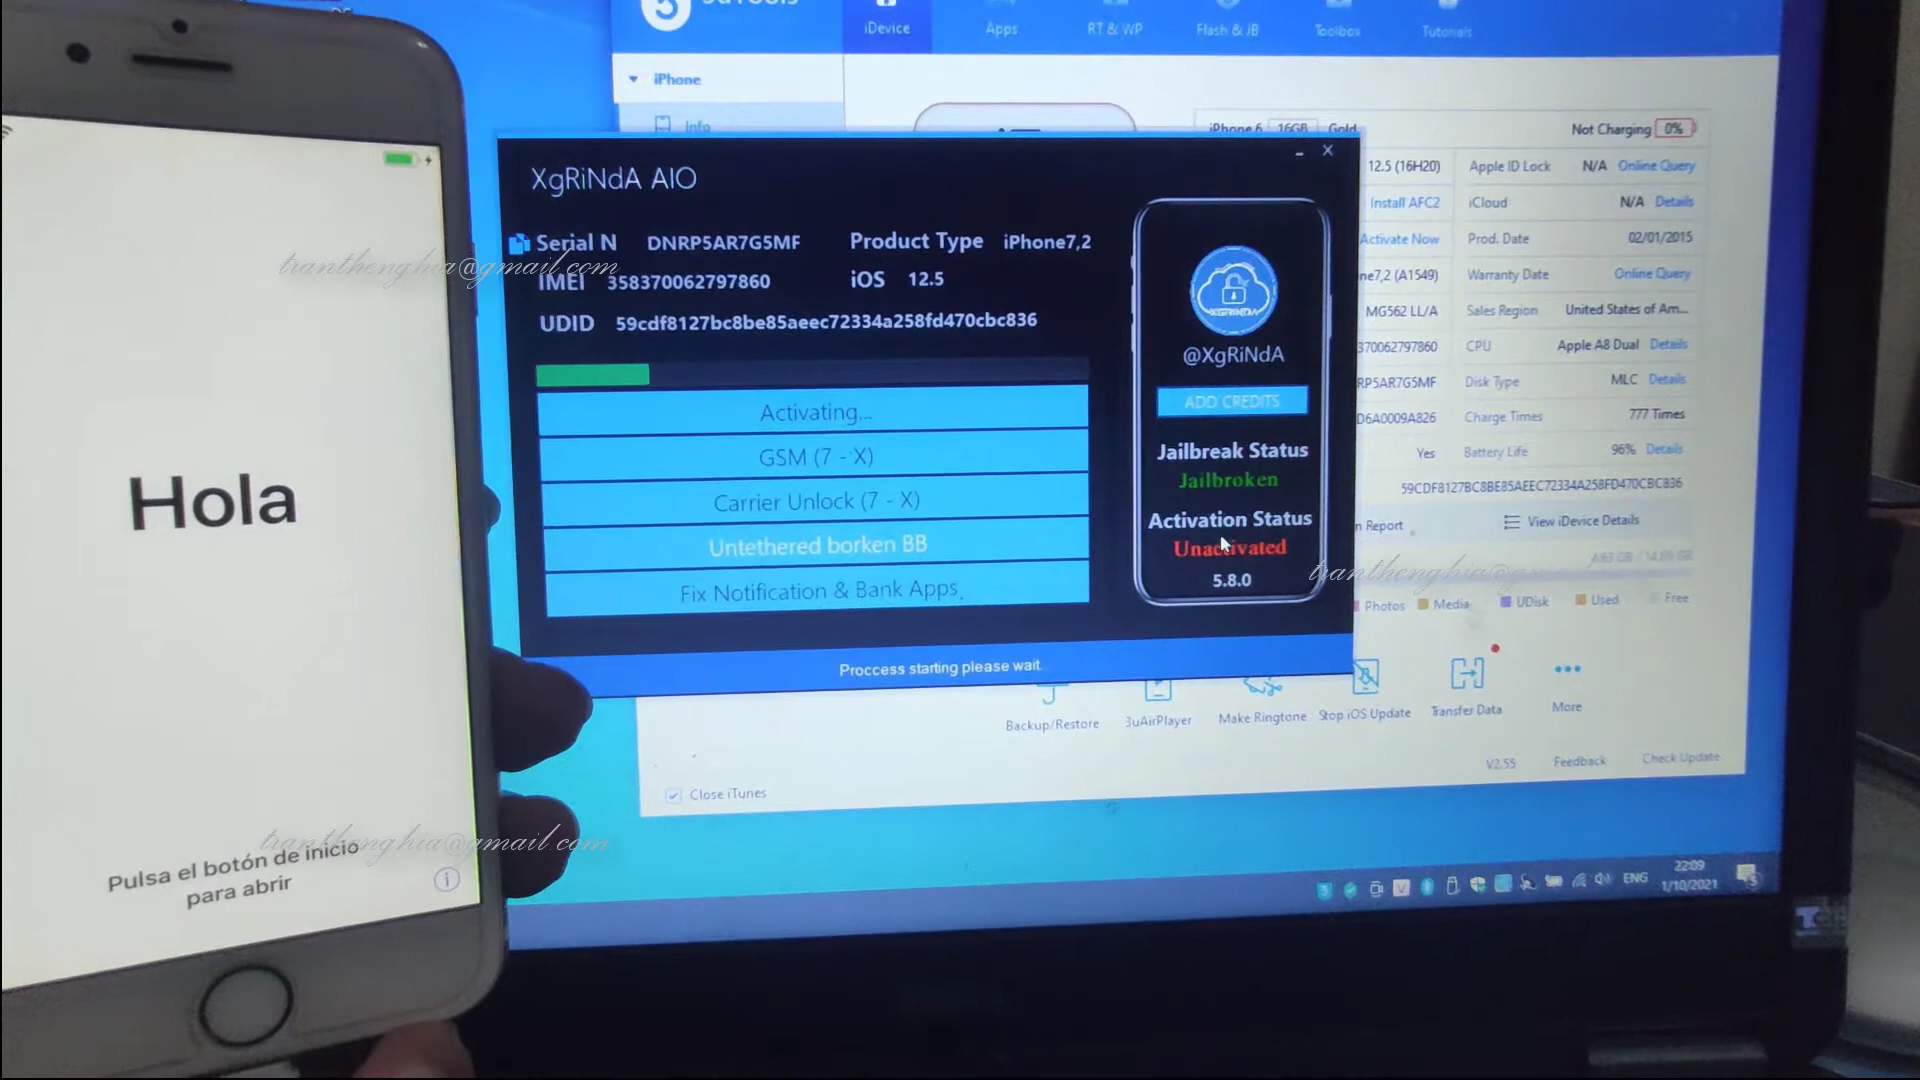 iDevice
Apps
RT & WP
Flash & JB
Toolbox
Tutorials
iPhone
Info
iPhone 6 16GB Gold
Not Charging 0%
12.5 (16H20)
Apple ID Lock N/A Online Query
Install AFC2
iCloud N/A Details
Activate Now
Prod. Date 02/01/2015
ne7,2 (A1549)
Warranty Date Online Query
MG562 LL/A
Sales Region United States of Am...
370062797860
CPU Apple A8 Dual Details
RP5AR7G5MF
Disk Type MLC Details
D6A0009A826
Charge Times 777 Times
Yes
Battery Life 96% Details
59CDF8127BC8BE85AEEC72334A258FD470CBC836
n Report
View iDevice Details
Photos Media UDisk Used Free
XgRiNdA AIO
Serial N DNRP5AR7G5MF
Product Type iPhone7,2
IMEI 358370062797860
iOS 12.5
UDID 59cdf8127bc8be85aeec72334a258fd470cbc836
Activating...
GSM (7 - X)
Carrier Unlock (7 - X)
Untethered borken BB
Fix Notification & Bank Apps.
XGRINDA
@XgRiNdA
ADD CREDITS
Jailbreak Status
Jailbroken
Activation Status
Unactivated
5.8.0
Proccess starting please wait
Backup/Restore
3uAirPlayer
Make Ringtone
Stop iOS Update
Transfer Data
More
Close iTunes
V2.55
Feedback
Check Update
ENG
22:09
1/10/2021
Hola
Pulsa el botón de inicio
para abrir
tranthenghia@gmail.com
tranthenghia@gmail.com